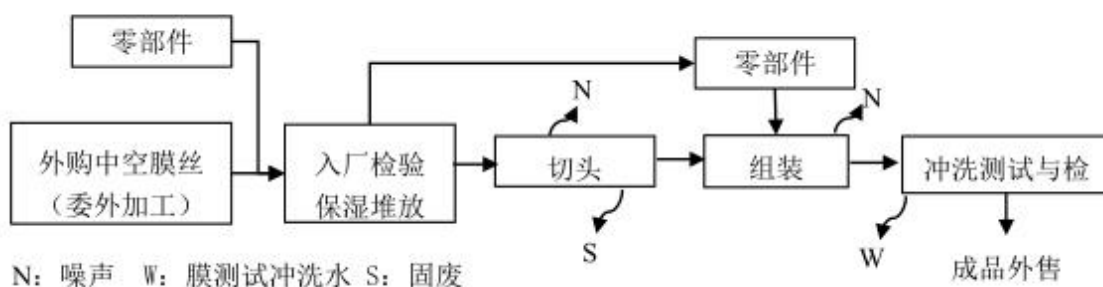 零部件
外购中空膜丝
（委外加工）
入厂检验
保湿堆放
零部件
N
切头
S
N
组装
冲洗测试与检
W
成品外售
N：噪声 W：膜测试冲洗水 S：固废